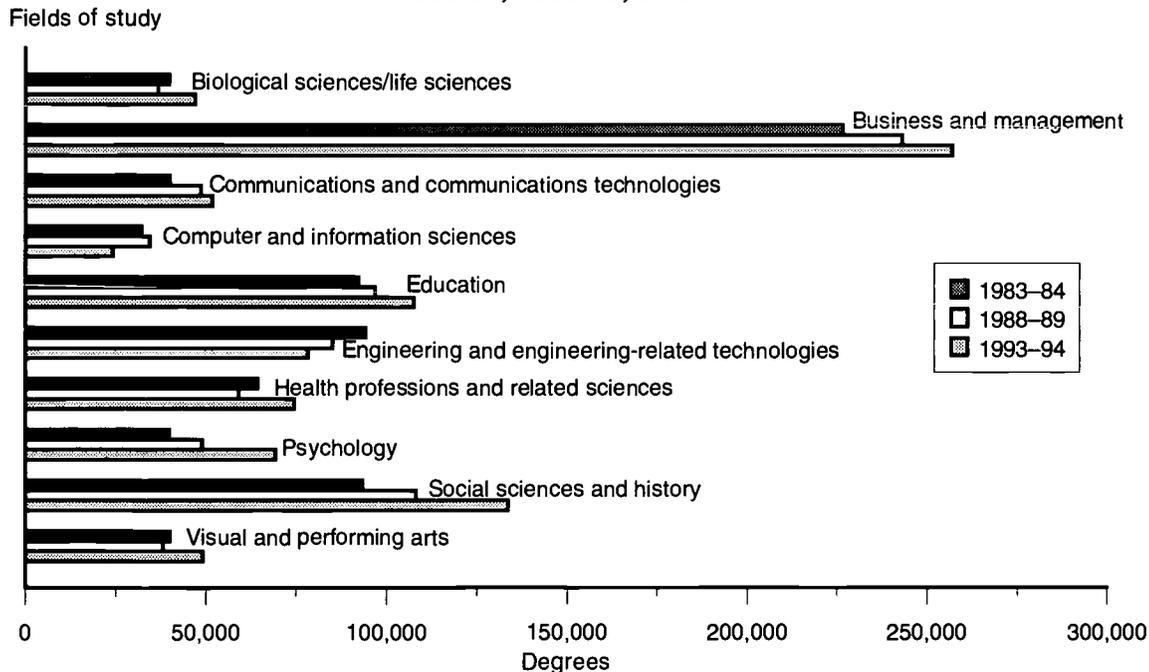 Fields of study
Biological sciences/life sciences
Business and management
Communications and communications technologies
Computer and information sciences
Education
1983–84
1988–89
1993–94
Engineering and engineering-related technologies
Health professions and related sciences
Psychology
Social sciences and history
Visual and performing arts
0 50,000 100,000 150,000 200,000 250,000 300,000
Degrees